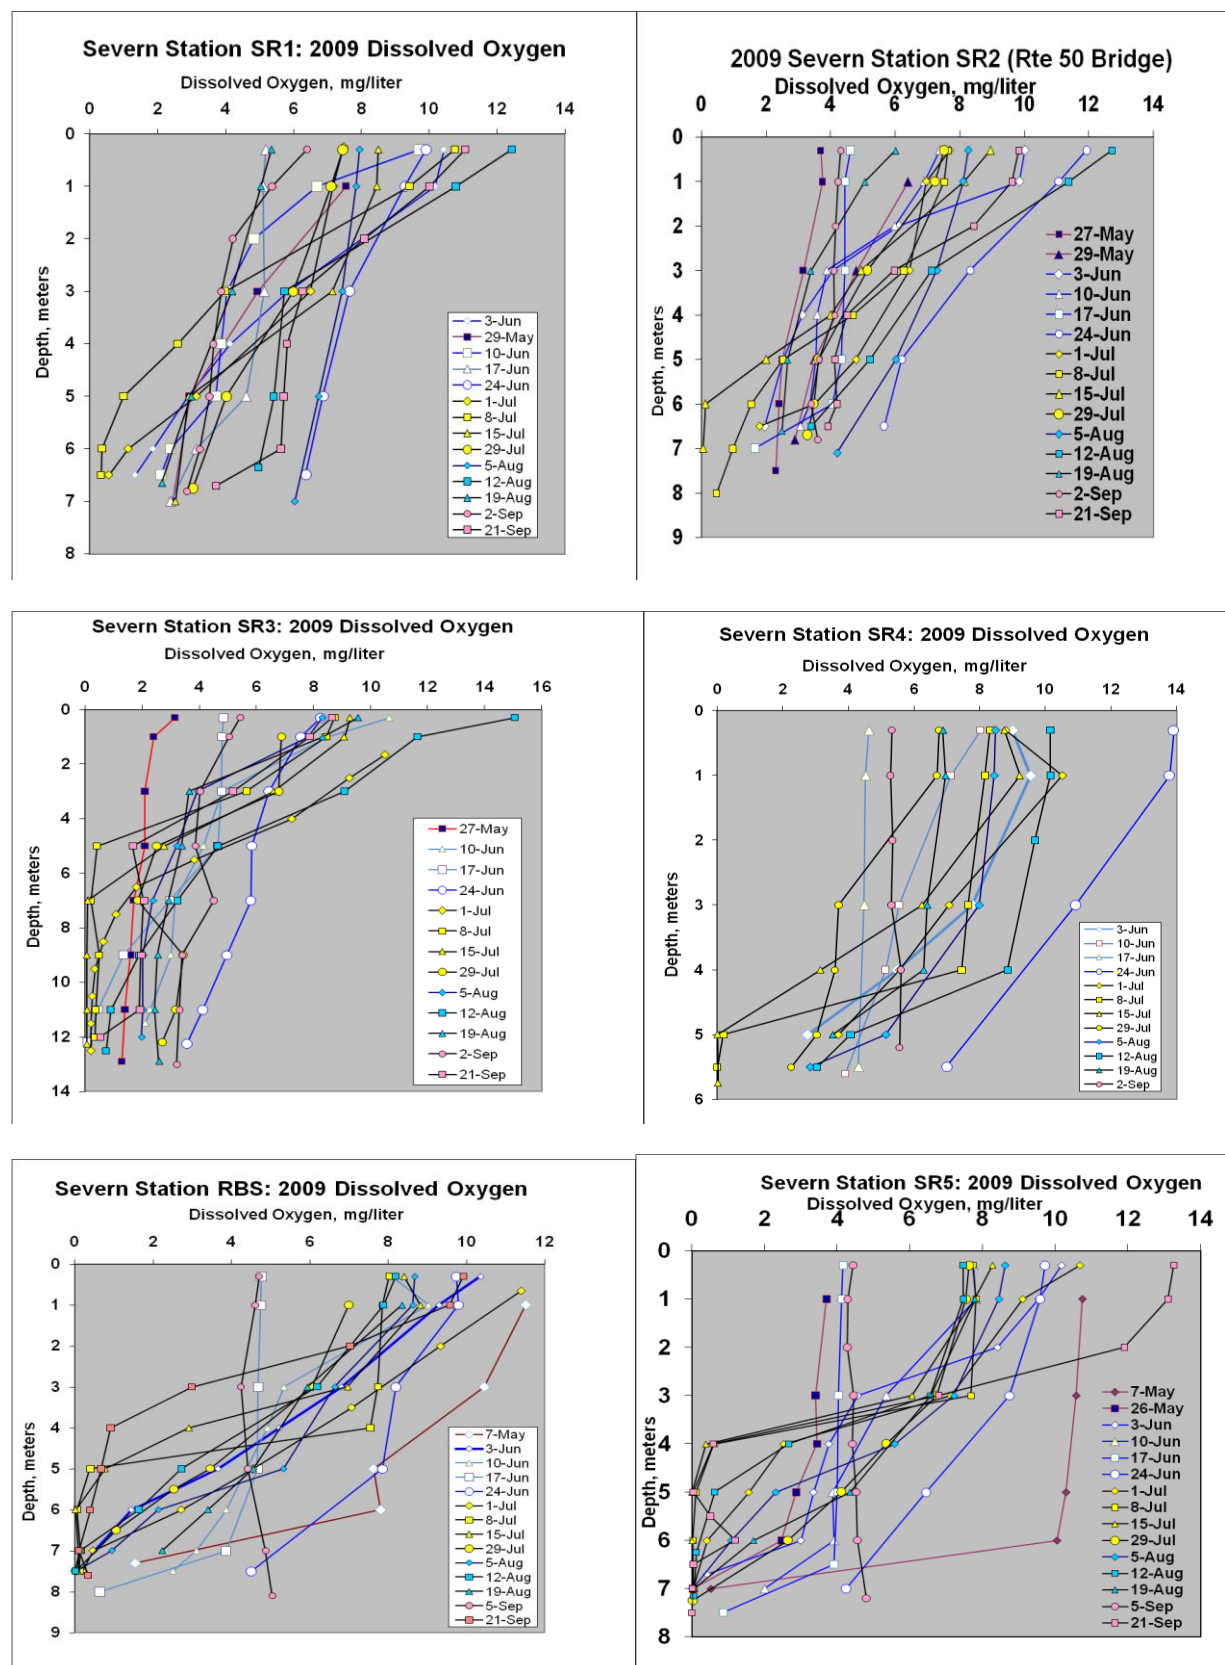 Severn Station SR1: 2009 Dissolved Oxygen
Dissolved Oxygen, mg/liter
0 2 4 6 8 10 12 14
0
1
2
3
4
5
6
7
8
Depth, meters
3-Jun
29-May
10-Jun
17-Jun
24-Jun
1-Jul
8-Jul
15-Jul
29-Jul
5-Aug
12-Aug
19-Aug
2-Sep
21-Sep
2009 Severn Station SR2 (Rte 50 Bridge)
Dissolved Oxygen, mg/liter
0 2 4 6 8 10 12 14
0
1
2
3
4
5
6
7
8
9
Depth, meters
27-May
29-May
3-Jun
10-Jun
17-Jun
24-Jun
1-Jul
8-Jul
15-Jul
29-Jul
5-Aug
12-Aug
19-Aug
2-Sep
21-Sep
Severn Station SR3: 2009 Dissolved Oxygen
Dissolved Oxygen, mg/liter
0 2 4 6 8 10 12 14 16
0
2
4
6
8
10
12
14
Depth, meters
27-May
10-Jun
17-Jun
24-Jun
1-Jul
8-Jul
15-Jul
29-Jul
5-Aug
12-Aug
19-Aug
2-Sep
21-Sep
Severn Station SR4: 2009 Dissolved Oxygen
Dissolved Oxygen, mg/liter
0 2 4 6 8 10 12 14
0
1
2
3
4
5
6
Depth, meters
3-Jun
10-Jun
17-Jun
24-Jun
1-Jul
8-Jul
15-Jul
29-Jul
5-Aug
12-Aug
19-Aug
2-Sep
Severn Station RBS: 2009 Dissolved Oxygen
Dissolved Oxygen, mg/liter
0 2 4 6 8 10 12
0
1
2
3
4
5
6
7
8
9
Depth, meters
7-May
3-Jun
10-Jun
17-Jun
24-Jun
1-Jul
8-Jul
15-Jul
29-Jul
5-Aug
12-Aug
19-Aug
5-Sep
21-Sep
Severn Station SR5: 2009 Dissolved Oxygen
Dissolved Oxygen, mg/liter
0 2 4 6 8 10 12 14
0
1
2
3
4
5
6
7
8
Depth, meters
7-May
26-May
3-Jun
10-Jun
17-Jun
24-Jun
1-Jul
8-Jul
15-Jul
29-Jul
5-Aug
12-Aug
19-Aug
5-Sep
21-Sep